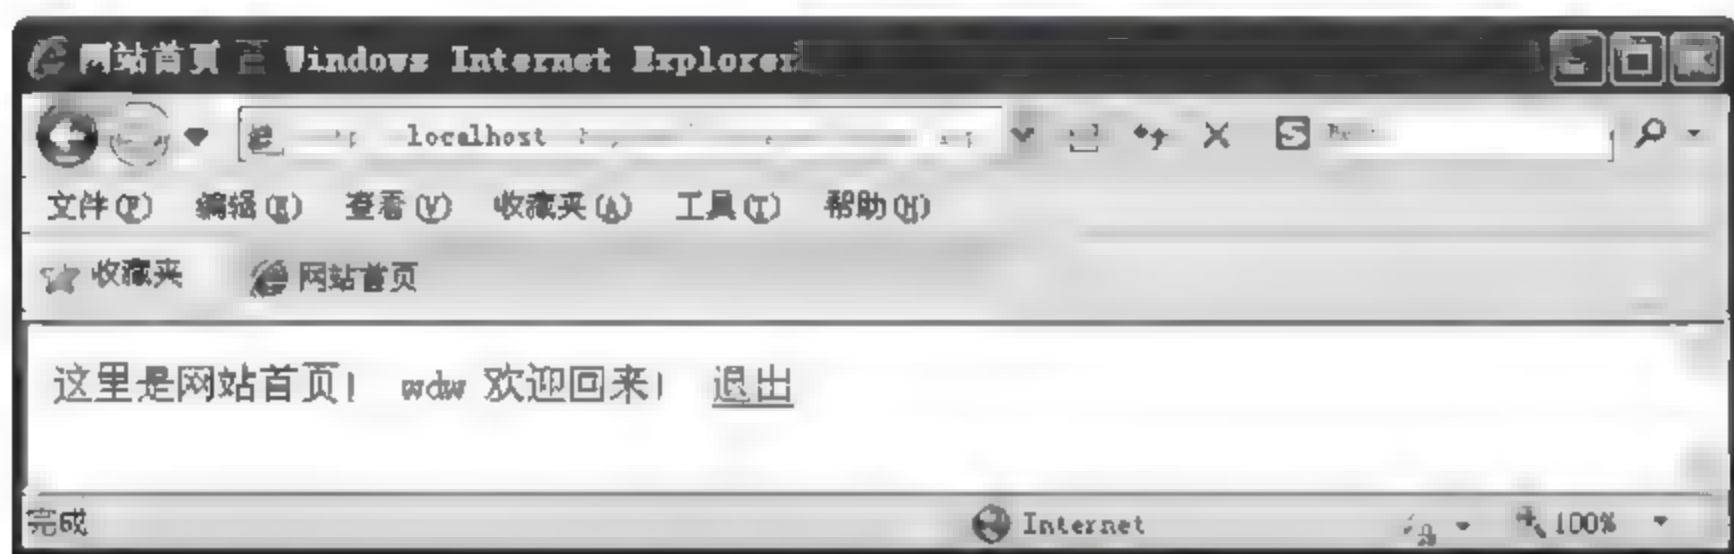 网站首页 Windows Internet Explorer
localhost
文件(F) 编辑(E) 查看(V) 收藏夹(A) 工具(T) 帮助(H)
收藏夹 网站首页
这里是网站首页! wdw 欢迎回来! 退出
完成 Internet 100%